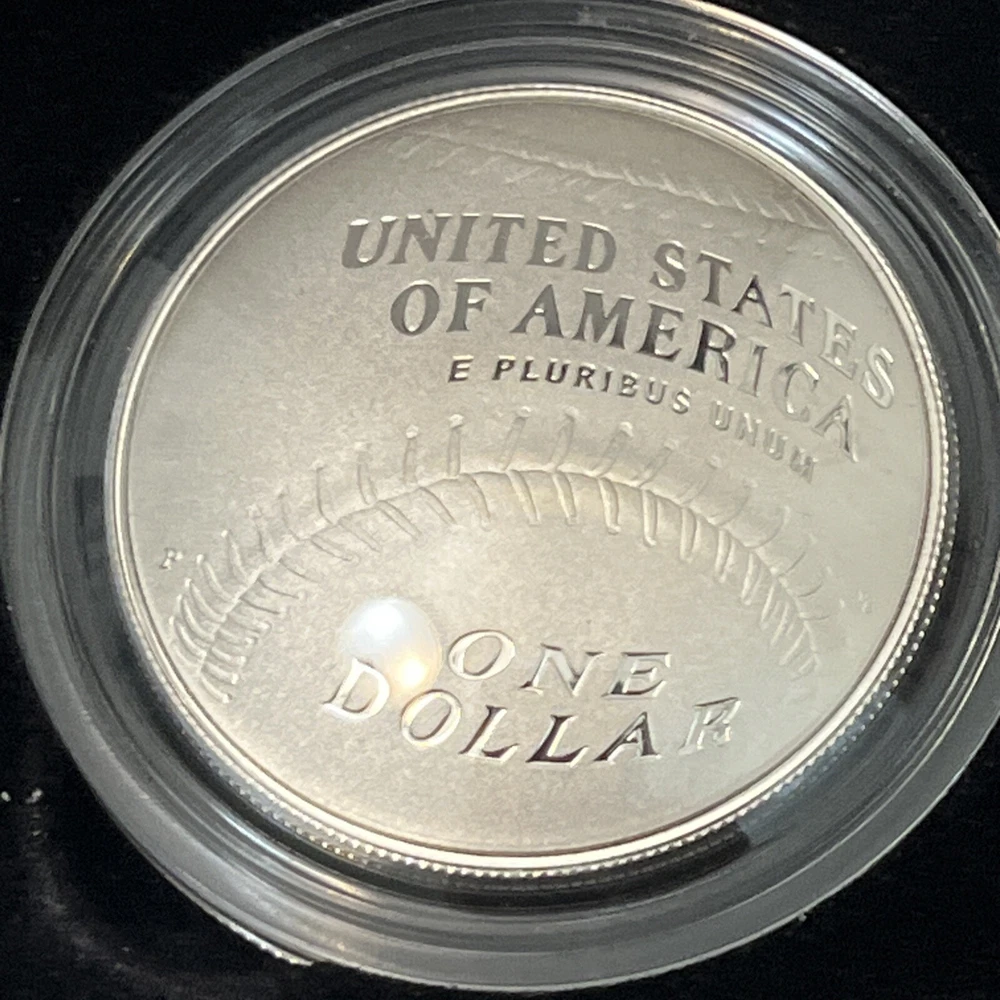 UNITED STATES
OF AMERICA
E PLURIBUS UNUM
P
ONE
DOLLAR